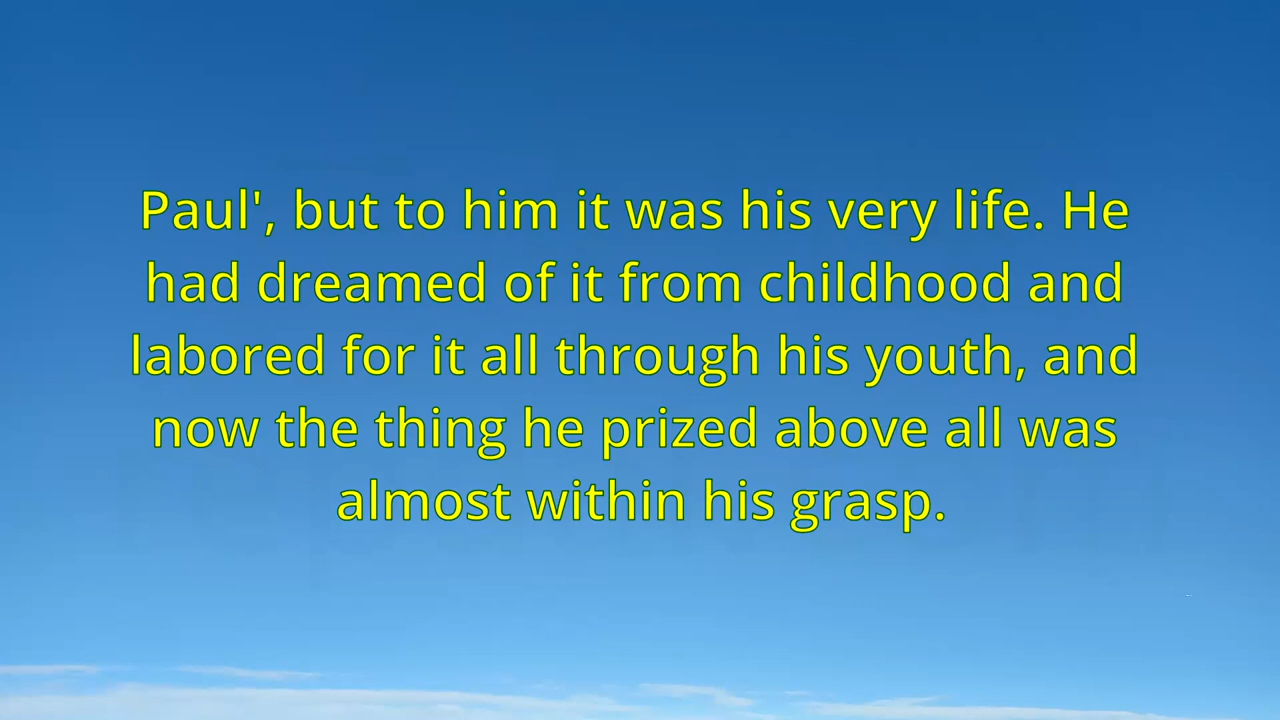 Paul', but to him it was his very life. He
had dreamed of it from childhood and
labored for it all through his youth, and
now the thing he prized above all was
almost within his grasp.